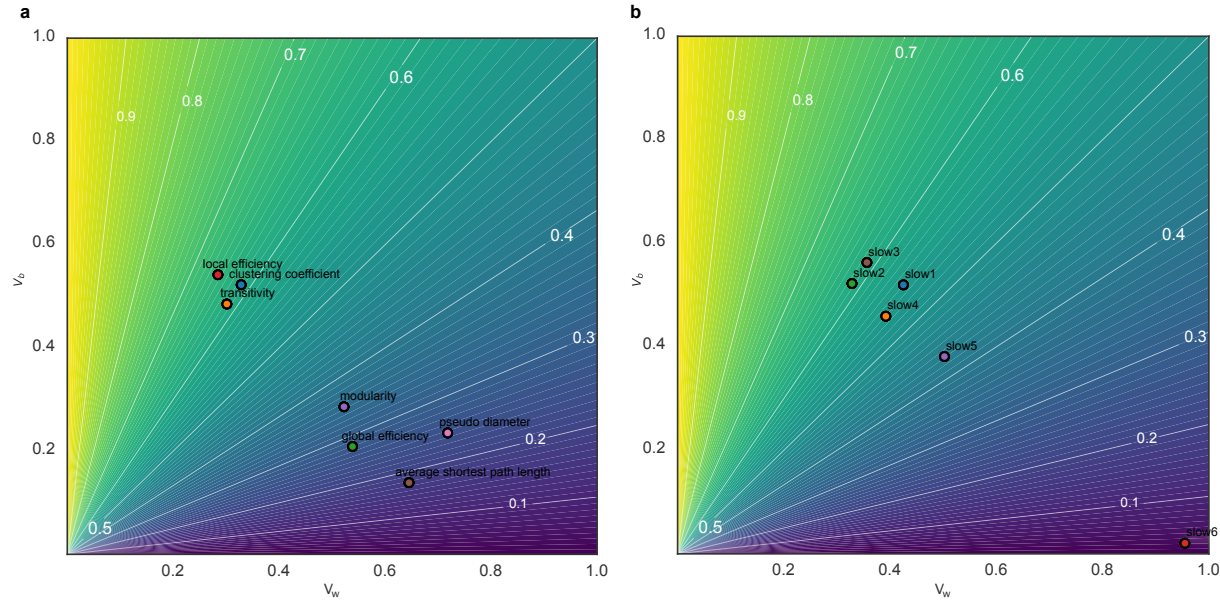 a
1.0
0.8
0.6
0.4
0.2
V_b
0.9
0.8
0.7
0.6
0.5
0.4
0.3
0.2
0.1
local efficiency
clustering coefficient
transitivity
modularity
pseudo diameter
global efficiency
average shortest path length
0.2
0.4
0.6
0.8
1.0
V_w
b
1.0
0.8
0.6
0.4
0.2
V_b
0.9
0.8
0.7
0.6
0.5
0.4
0.3
0.2
0.1
slow3
slow2
slow1
slow4
slow5
slow6
0.2
0.4
0.6
0.8
1.0
V_w